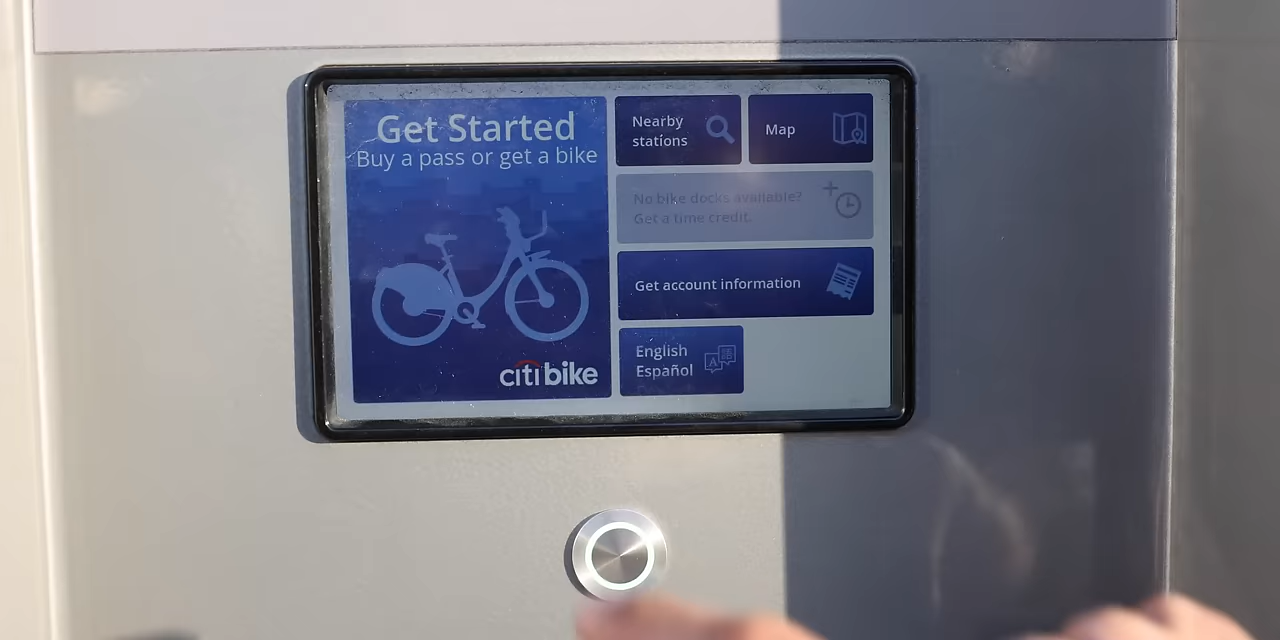 Get Started
Buy a pass or get a bike
citibike
Nearby
stations
Map
No bike docks available?
Get a time credit.
Get account information
English
Español